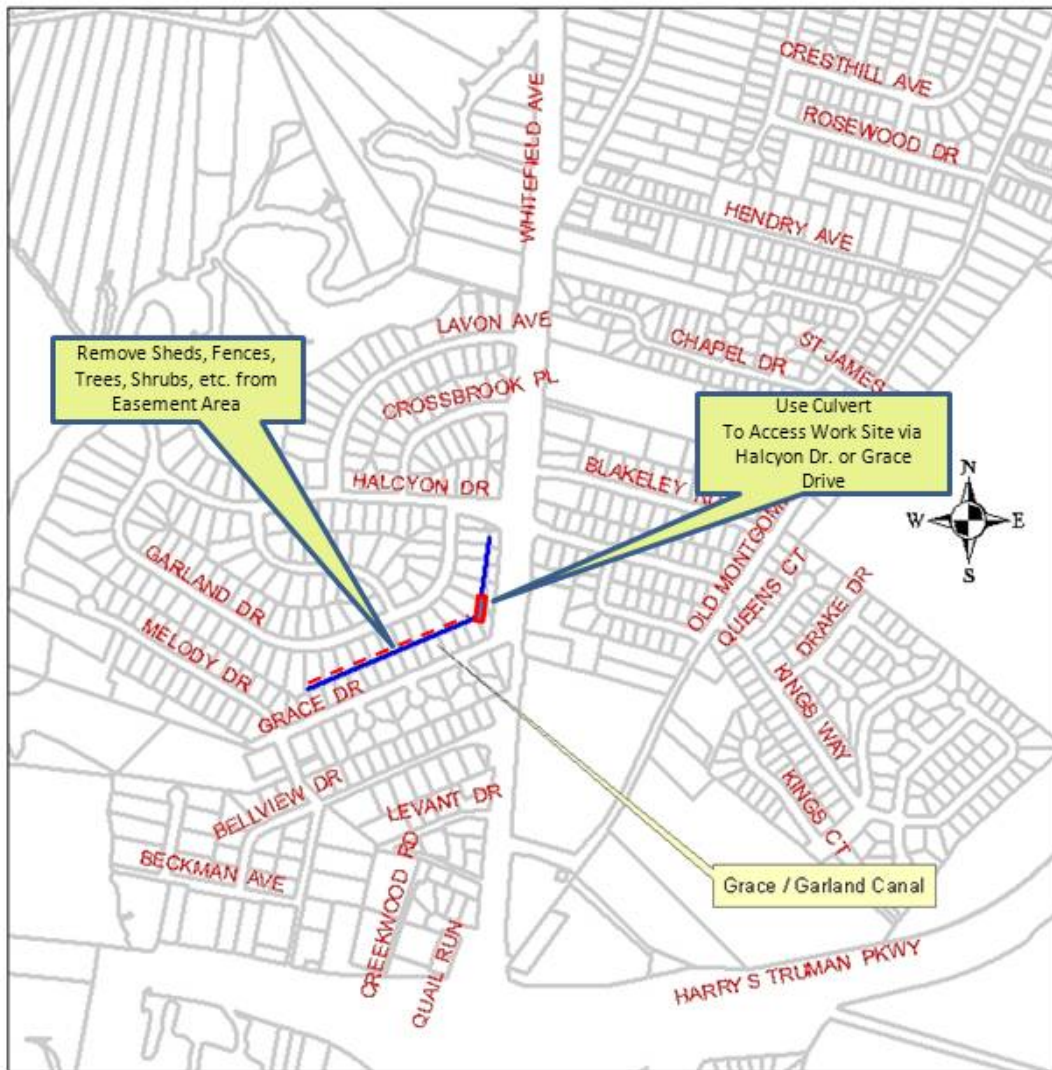 CRESTHILL AVE
ROSEWOOD DR
WHITEFIELD AVE
HENDRY AVE
LAVON AVE
CHAPEL DR
ST JAMES
Remove Sheds, Fences,
Trees, Shrubs, etc. from
Easement Area
CROSSBROOK PL
Use Culvert
To Access Work Site via
Halcyon Dr. or Grace
Drive
HALCYON DR
BLAKELEY
N
W
E
S
OLD
QUEENS CT
DRAKE DR
GARLAND DR
MELODY DR
KINGS WAY
GRACE DR
KINGS CT
BELLVIEW DR
LEVANT DR
BECKMAN AVE
CREEKWOOD RD
QUAIL RUN
Grace / Garland Canal
HARRY S TRUMAN PKWY